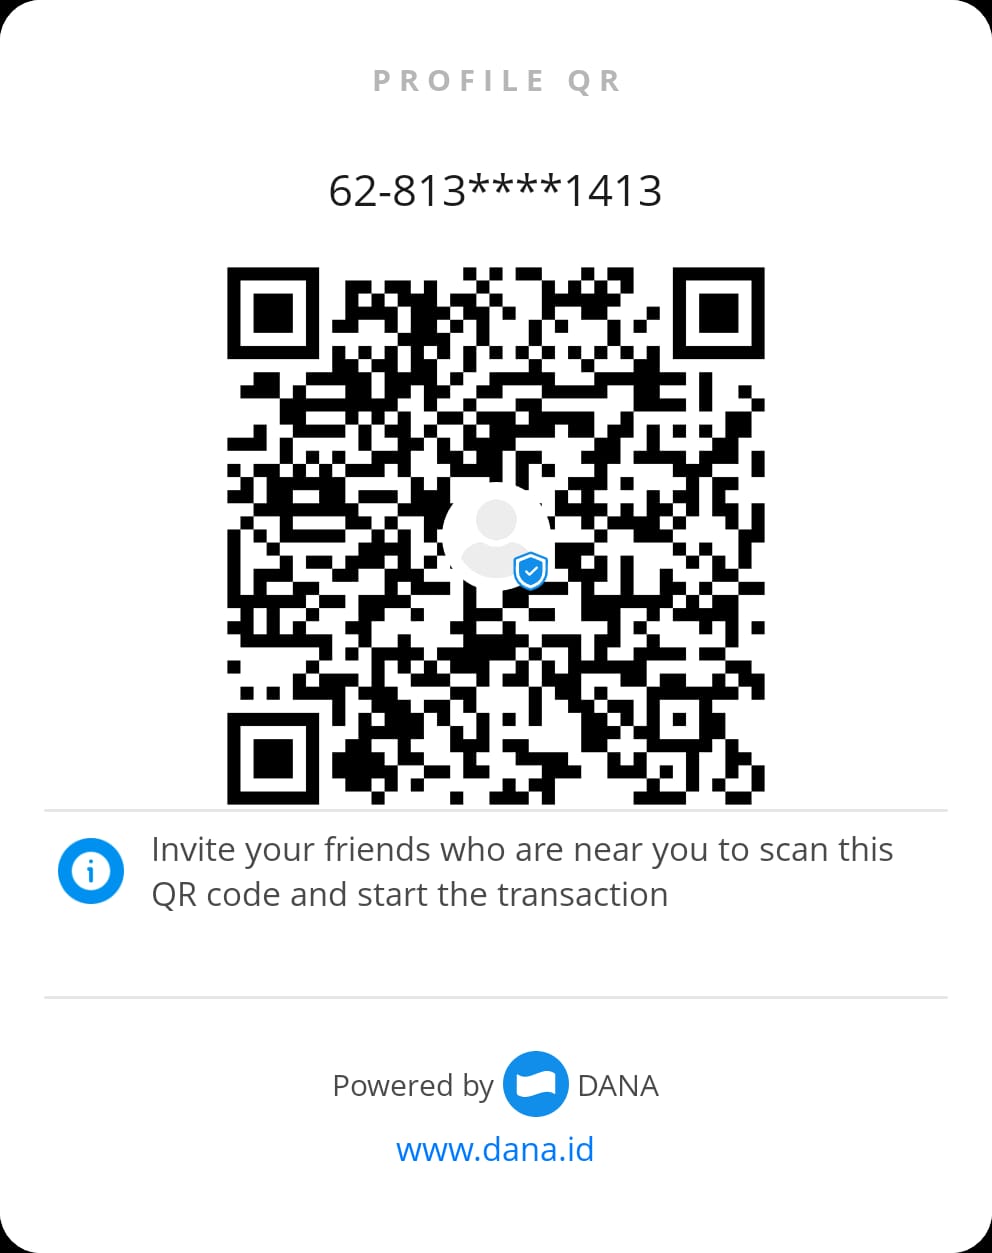 PROFILE QR
62-813****1413
Invite your friends who are near you to scan this
QR code and start the transaction
Powered by DANA
www.dana.id